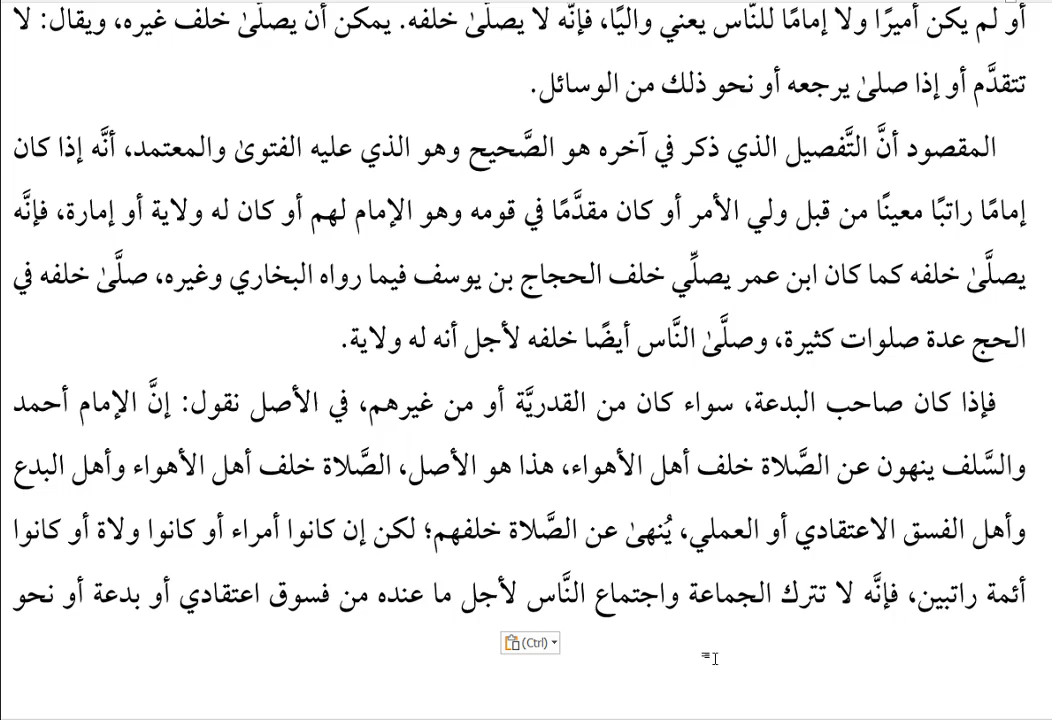 أو لم يكن أميرًا ولا إمامًا للنَّاس يعني واليًا، فإنَّه لا يصلَّىٰ خلفه. يمكن أن يصلَّىٰ خلف غيره، ويقال: لا
تتقدَّم أو إذا صلىٰ يرجعه أو نحو ذلك من الوسائل.
المقصود أنَّ التَّفصيل الذي ذكر في آخره هو الصَّحيح وهو الذي عليه الفتوىٰ والمعتمد، أنَّه إذا كان
إمامًا راتبًا معينًا من قبل ولي الأمر أو كان مقدَّمًا في قومه وهو الإمام لهم أو كان له ولاية أو إمارة، فإنَّه
يصلَّىٰ خلفه كما كان ابن عمر يصلِّي خلف الحجاج بن يوسف فيما رواه البخاري وغيره، صلَّىٰ خلفه في
الحج عدة صلوات كثيرة، وصلَّىٰ النَّاس أيضًا خلفه لأجل أنه له ولاية.
فإذا كان صاحب البدعة، سواء كان من القدريَّة أو من غيرهم، في الأصل نقول: إنَّ الإمام أحمد
والسَّلف ينهون عن الصَّلاة خلف أهل الأهواء، هذا هو الأصل، الصَّلاة خلف أهل الأهواء وأهل البدع
وأهل الفسق الاعتقادي أو العملي، يُنهىٰ عن الصَّلاة خلفهم؛ لكن إن كانوا أمراء أو كانوا ولاة أو كانوا
أئمة راتبين، فإنَّه لا تترك الجماعة واجتماع النَّاس لأجل ما عنده من فسوق اعتقادي أو بدعة أو نحو
(Ctrl)